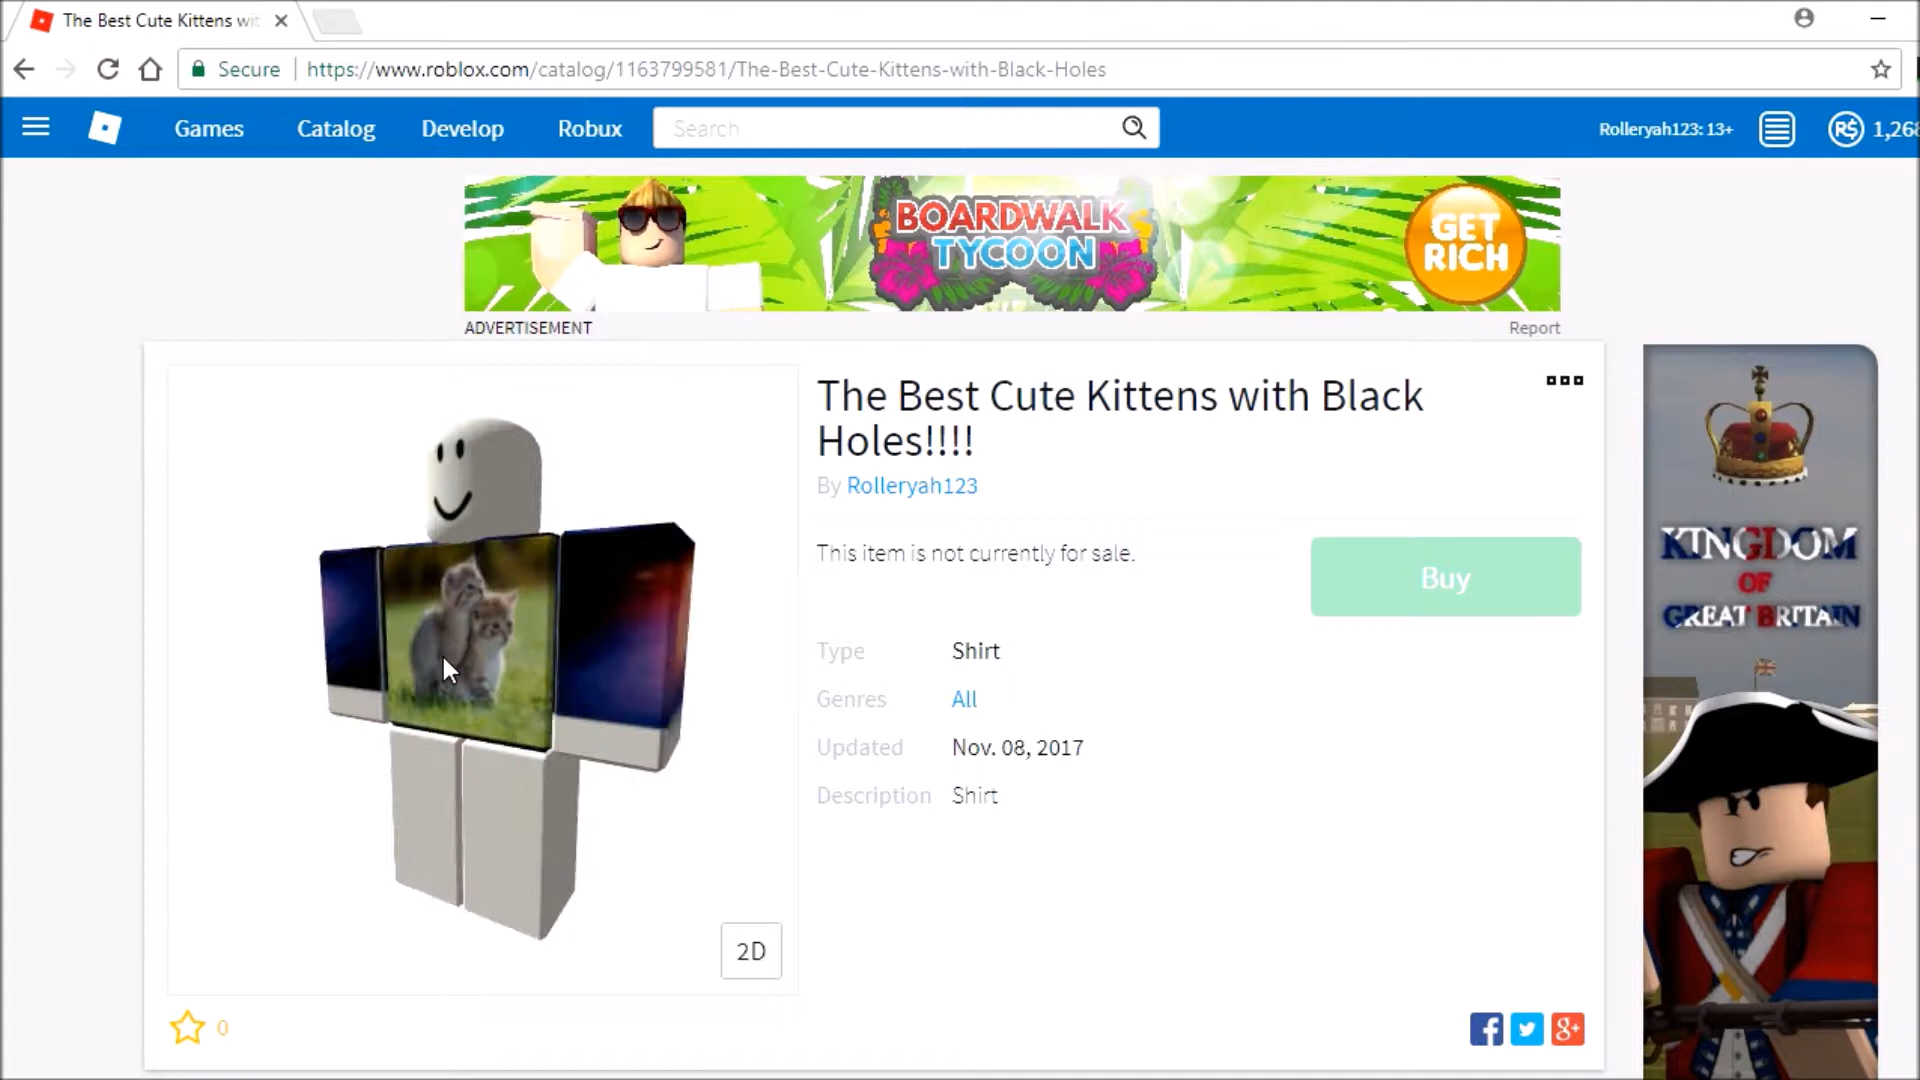 The Best Cute Kittens wit
Secure
https://www.roblox.com/catalog/1163799581/The-Best-Cute-Kittens-with-Black-Holes
Games
Catalog
Develop
Robux
Search
Rolleryah123: 13+
R$ 1,268
BOARDWALK
TYCOON
GET
RICH
ADVERTISEMENT
Report
The Best Cute Kittens with Black
Holes!!!!
By Rolleryah123
This item is not currently for sale.
Buy
Type Shirt
Genres All
Updated Nov. 08, 2017
Description Shirt
2D
0
KINGDOM
OF
GREAT BRITAIN